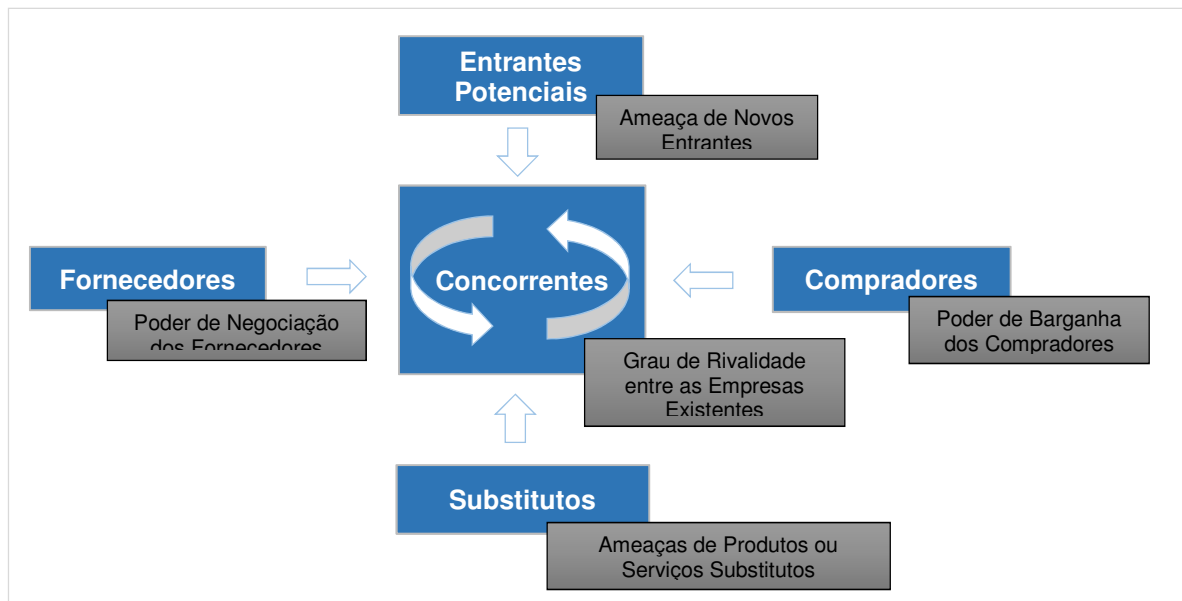 Entrantes
Potenciais
Ameaça de Novos
Entrantes
Fornecedores
Poder de Negociação
dos Fornecedores
Concorrentes
Grau de Rivalidade
entre as Empresas
Existentes
Compradores
Poder de Barganha
dos Compradores
Substitutos
Ameaças de Produtos ou
Serviços Substitutos